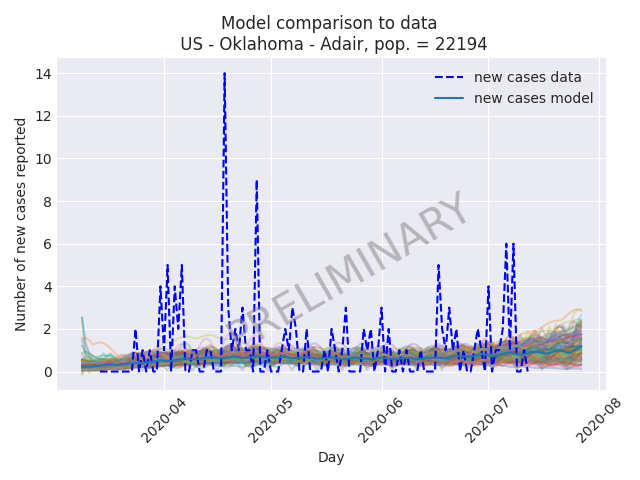 Model comparison to data
US - Oklahoma - Adair, pop. = 22194
new cases data
new cases model
PRELIMINARY
Number of new cases reported
14
12
10
8
6
4
2
0
2020-04
2020-05
2020-06
2020-07
2020-08
Day